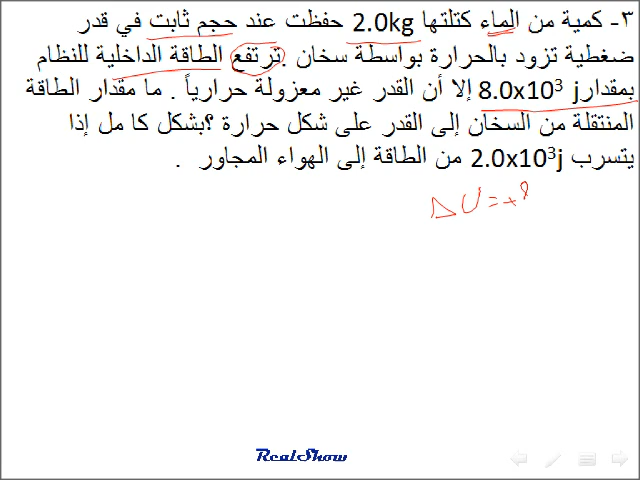 ٣- كمية من الماء كتلتها 2.0kg حفظت عند حجم ثابت في قدر
ضغطية تزود بالحرارة بواسطة سخان .ترتفع الطاقة الداخلية للنظام
بمقدار 8.0x10³ j إلا أن القدر غير معزولة حرارياً . ما مقدار الطاقة
المنتقلة من السخان إلى القدر على شكل حرارة ؟بشكل كا مل إذا
يتسرب 2.0x10³j من الطاقة إلى الهواء المجاور .
ΔU=+8
RealShow